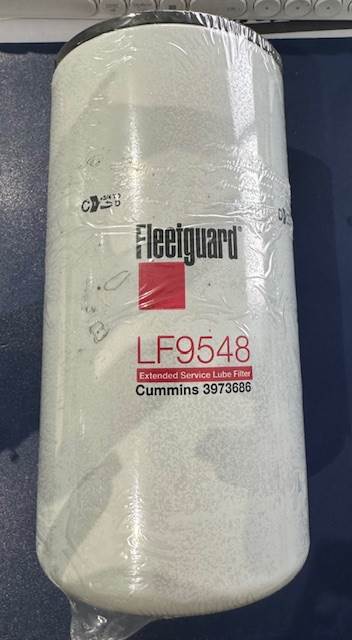 Fleetguard®
LF9548
Extended Service Lube Filter
Cummins 3973686